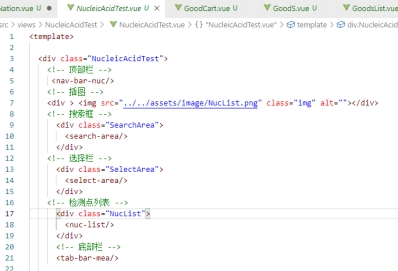 Nation.vue U ● NucleicAcidTest.vue U × GoodCart.vue U GoodS.vue U GoodsList.vue
src > views > NucleicAcidTest > NucleicAcidTest.vue > {} "NucleicAcidTest.vue" > template > div.NucleicAcid
1 <template>
2
3 <div class="NucleicAcidTest">
4 <!-- 顶部栏 -->
5 <nav-bar-nuc/>
6 <!-- 插图 -->
7 <div > <img src="../../assets/image/NucList.png" class="img" alt=""></div>
8 <!-- 搜索框 -->
9 <div class="SearchArea">
10 <search-area/>
11 </div>
12 <!-- 选择栏 -->
13 <div class="SelectArea">
14 <select-area/>
15 </div>
16 <!-- 检测点列表 -->
17 <div class="NucList">
18 <nuc-list/>
19 </div>
20 <!-- 底部栏 -->
21 <tab-bar-mea/>
22